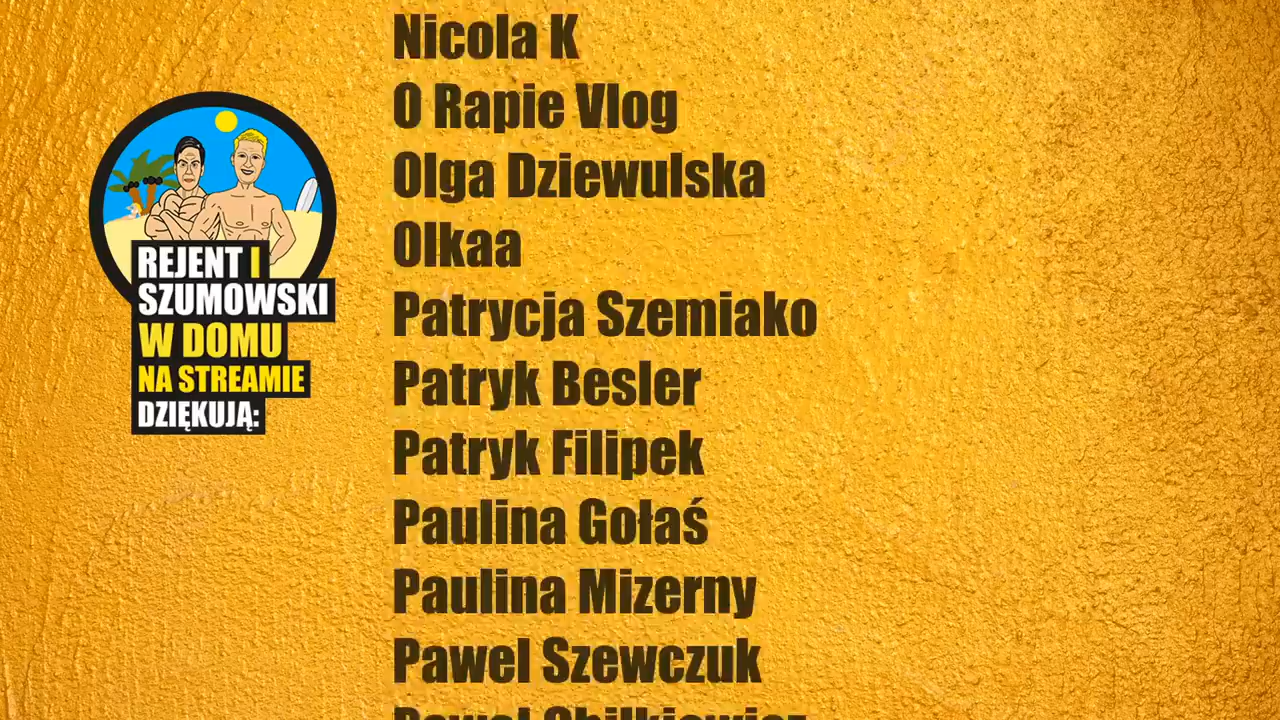 REJENT I
SZUMOWSKI
W DOMU
NA STREAMIE
DZIĘKUJĄ:
Nicola K
O Rapie Vlog
Olga Dziewulska
Olkaa
Patrycja Szemiako
Patryk Besler
Patryk Filipek
Paulina Gołaś
Paulina Mizerny
Pawel Szewczuk